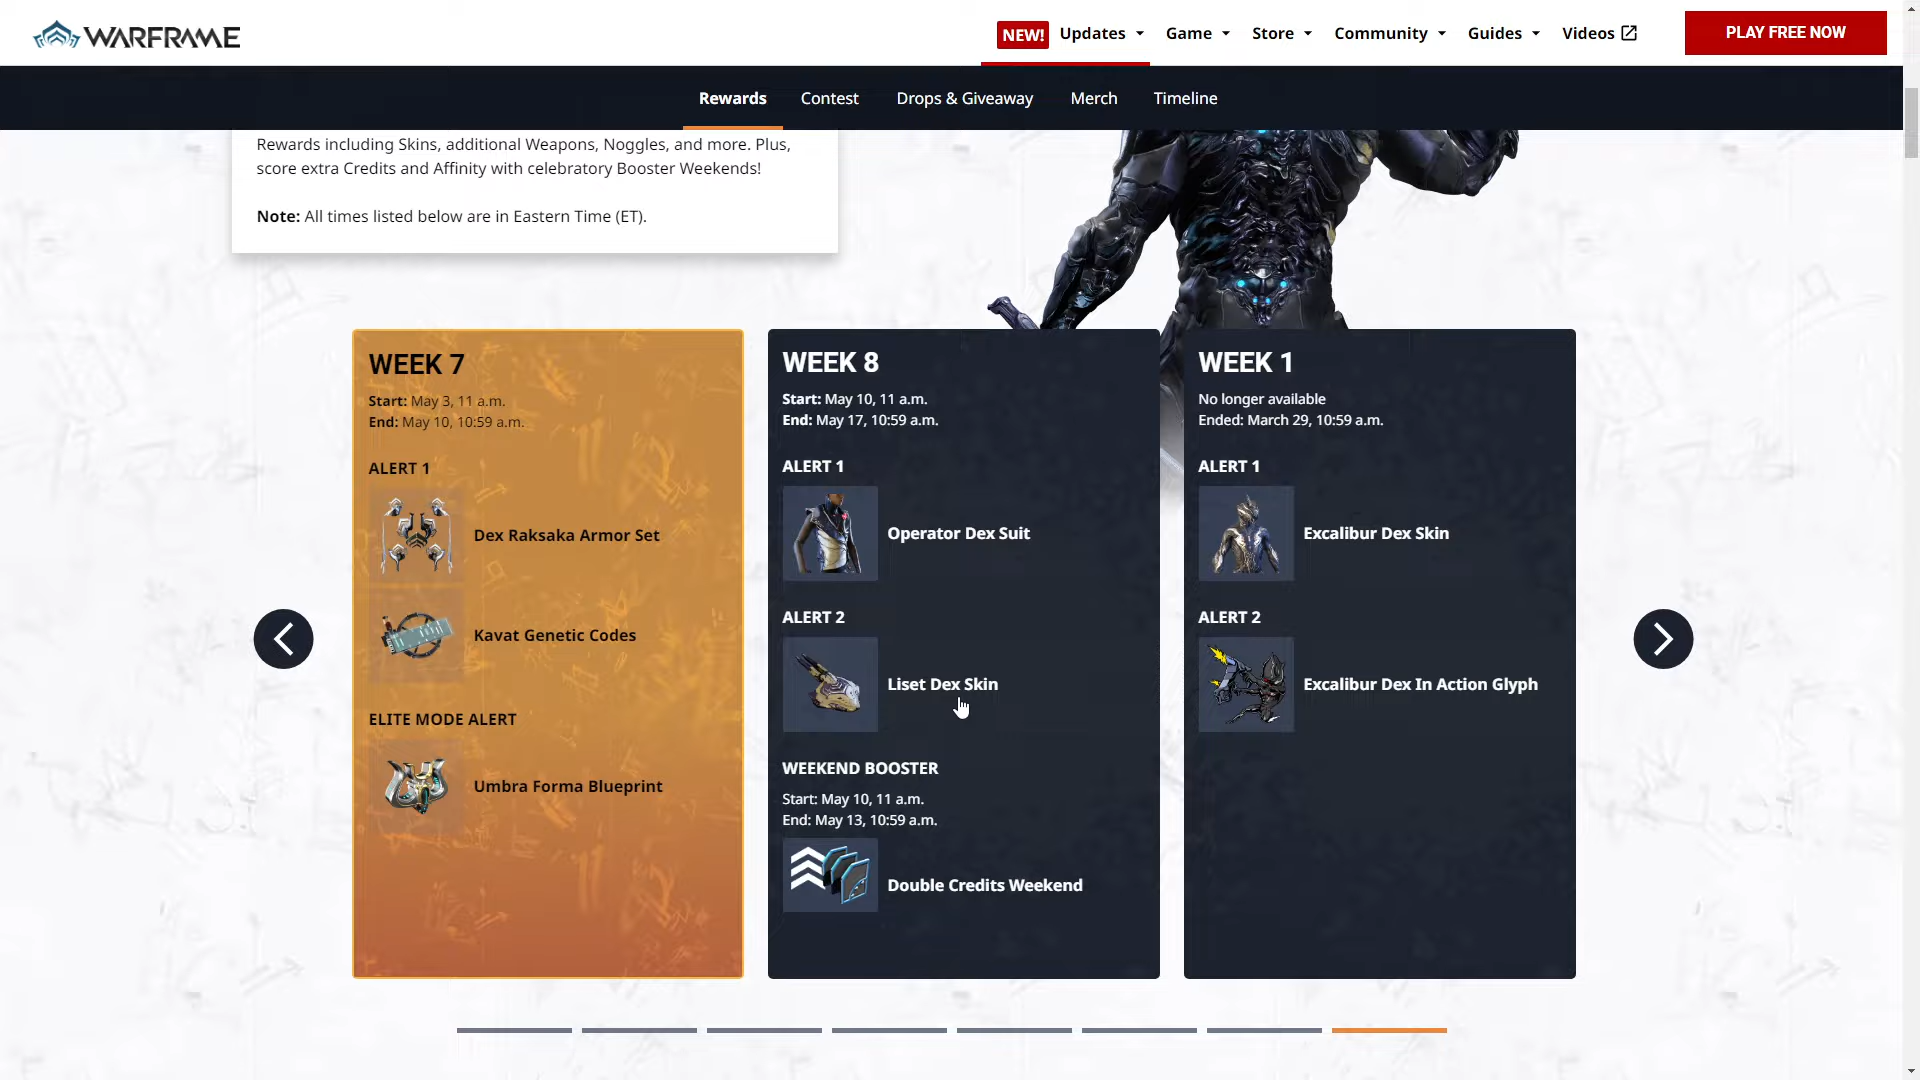 WARFRAME
NEW! Updates Game Store Community Guides Videos
PLAY FREE NOW
Rewards Contest Drops & Giveaway Merch Timeline
Rewards including Skins, additional Weapons, Noggles, and more. Plus,
score extra Credits and Affinity with celebratory Booster Weekends!
Note: All times listed below are in Eastern Time (ET).
WEEK 7
Start: May 3, 11 a.m.
End: May 10, 10:59 a.m.
ALERT 1
Dex Raksaka Armor Set
Kavat Genetic Codes
ELITE MODE ALERT
Umbra Forma Blueprint
WEEK 8
Start: May 10, 11 a.m.
End: May 17, 10:59 a.m.
ALERT 1
Operator Dex Suit
ALERT 2
Liset Dex Skin
WEEKEND BOOSTER
Start: May 10, 11 a.m.
End: May 13, 10:59 a.m.
Double Credits Weekend
WEEK 1
No longer available
Ended: March 29, 10:59 a.m.
ALERT 1
Excalibur Dex Skin
ALERT 2
Excalibur Dex In Action Glyph